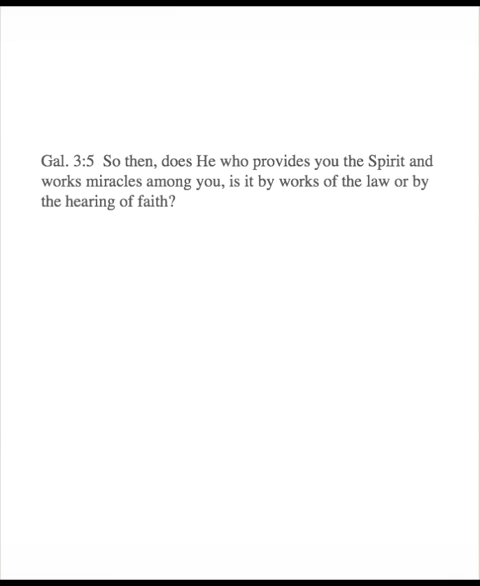 Gal. 3:5  So then, does He who provides you the Spirit and
works miracles among you, is it by works of the law or by
the hearing of faith?